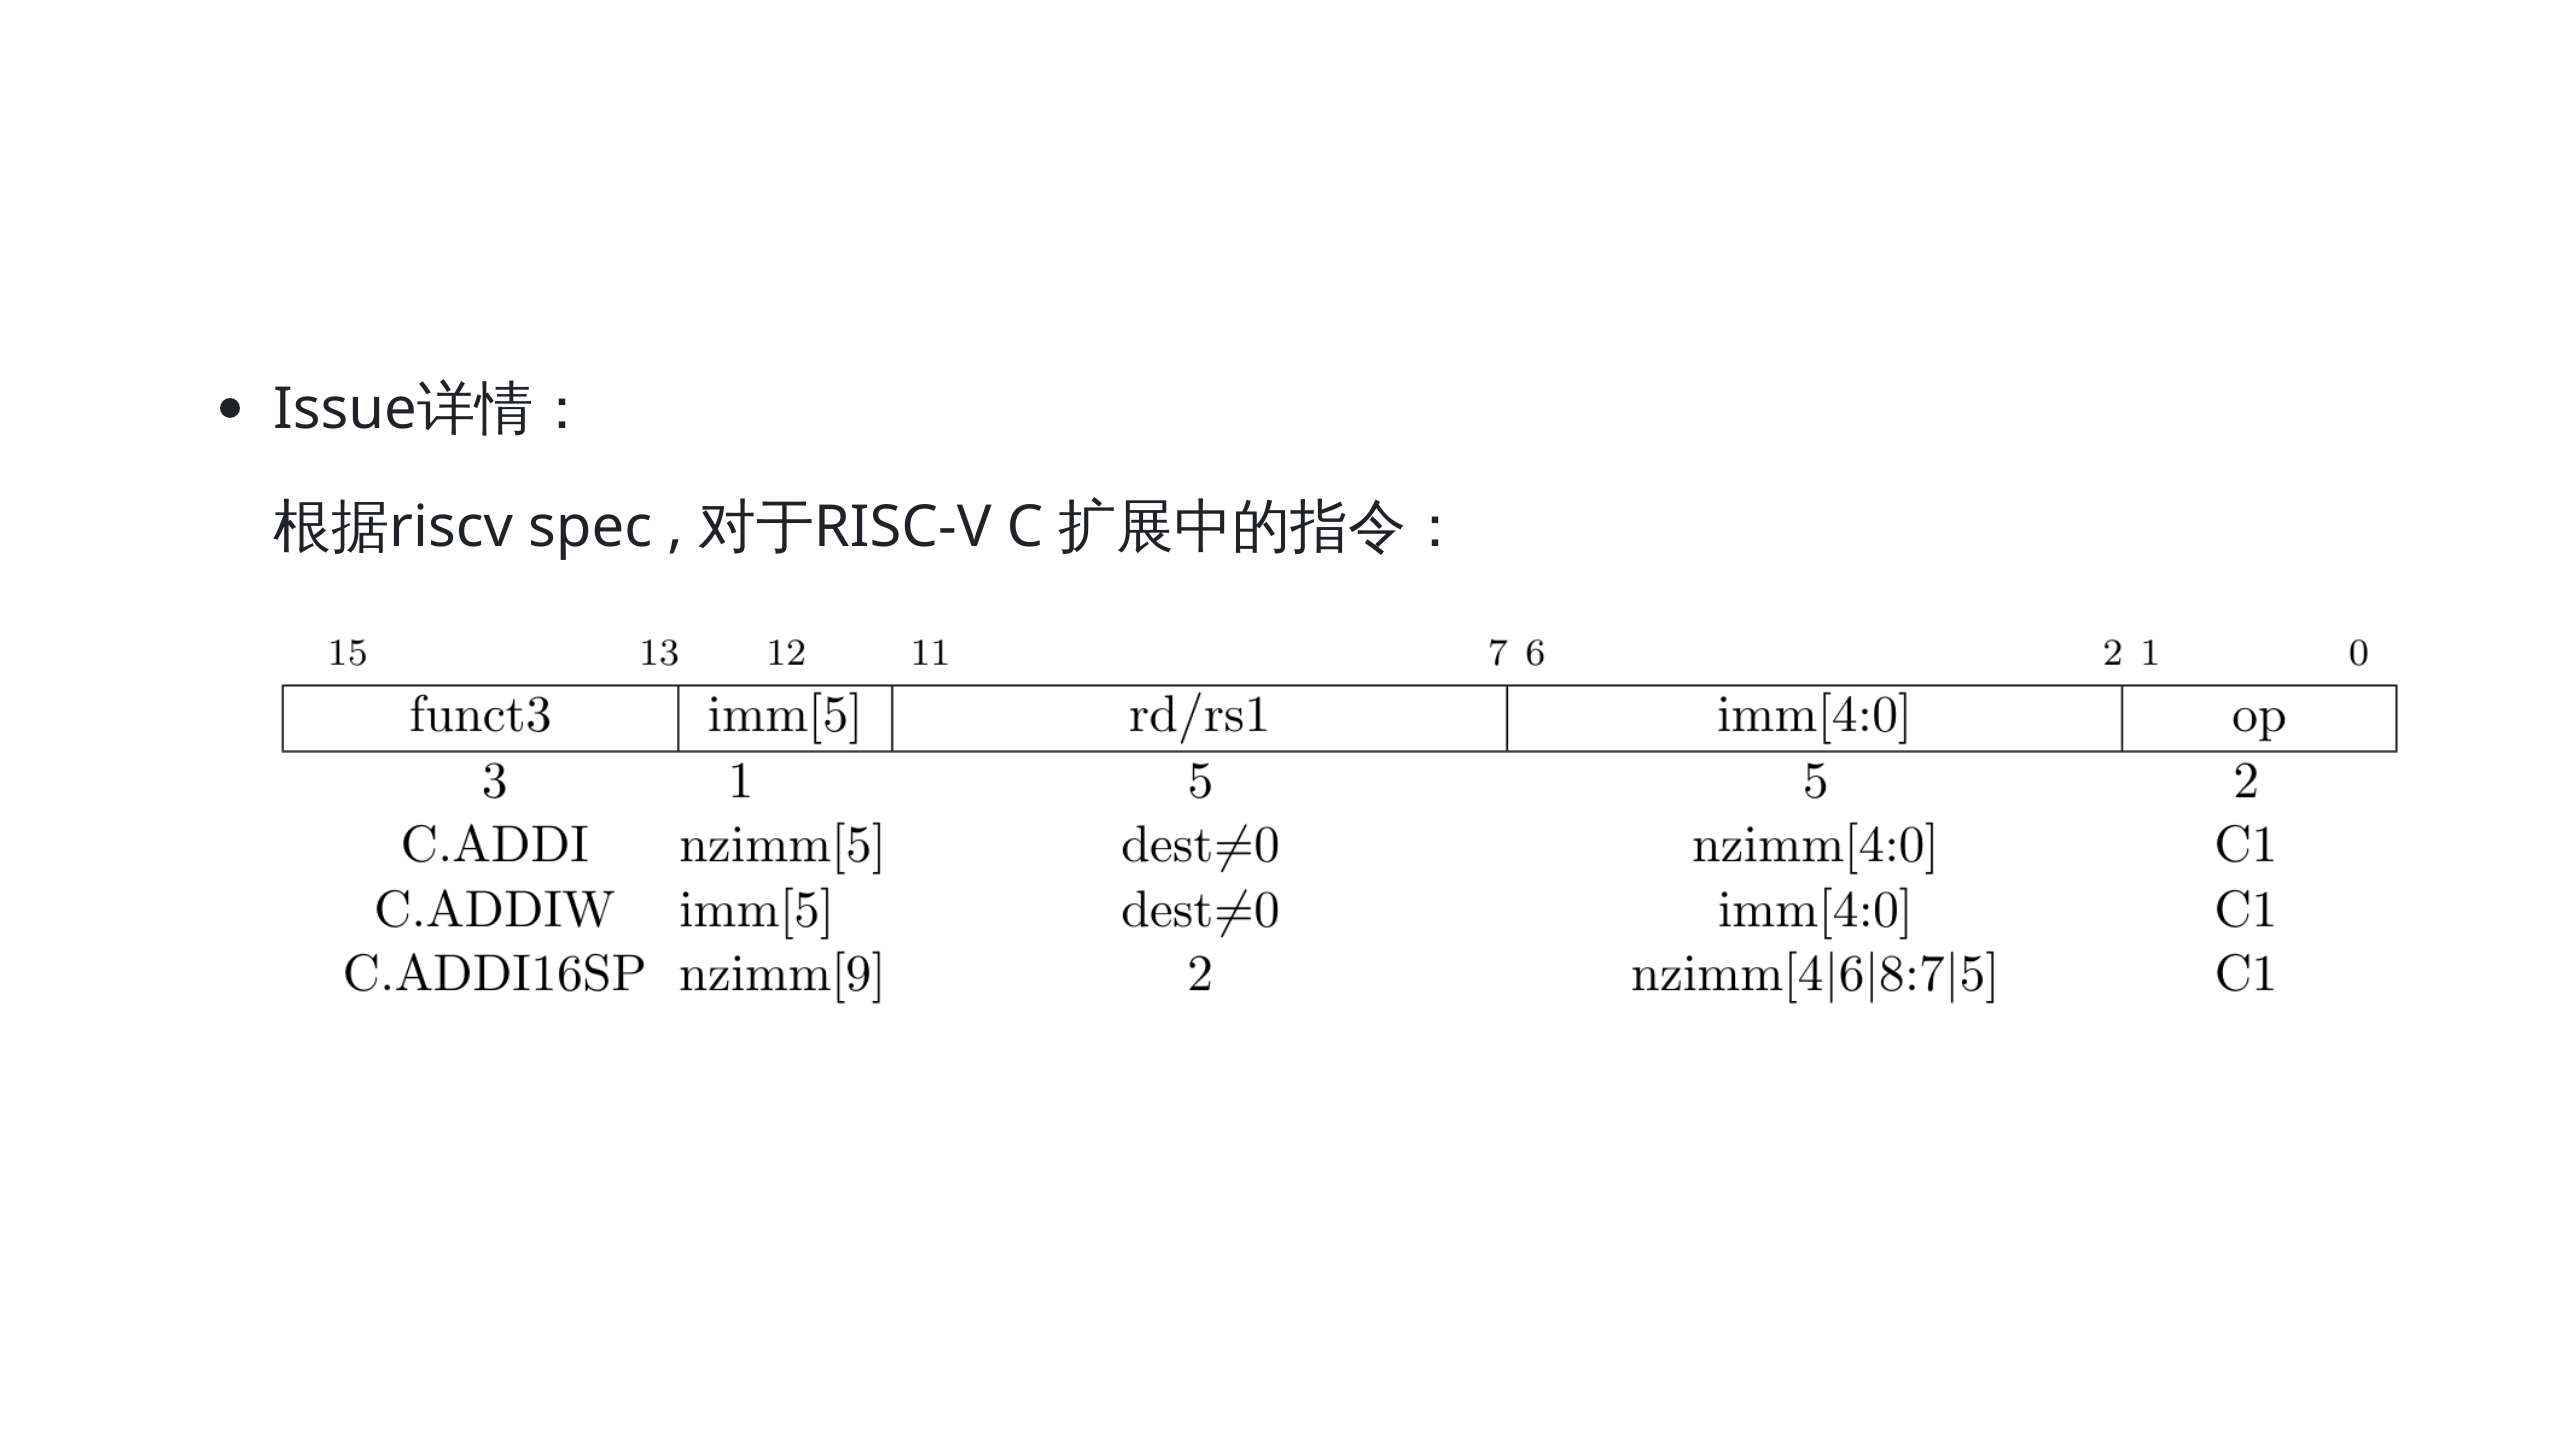 Issue详情：
根据riscv spec , 对于RISC-V C 扩展中的指令：
15 13 12 11 7 6 2 1 0
funct3 imm[5] rd/rs1 imm[4:0] op
3 1 5 5 2
C.ADDI nzimm[5] dest≠0 nzimm[4:0] C1
C.ADDIW imm[5] dest≠0 imm[4:0] C1
C.ADDI16SP nzimm[9] 2 nzimm[4|6|8:7|5] C1